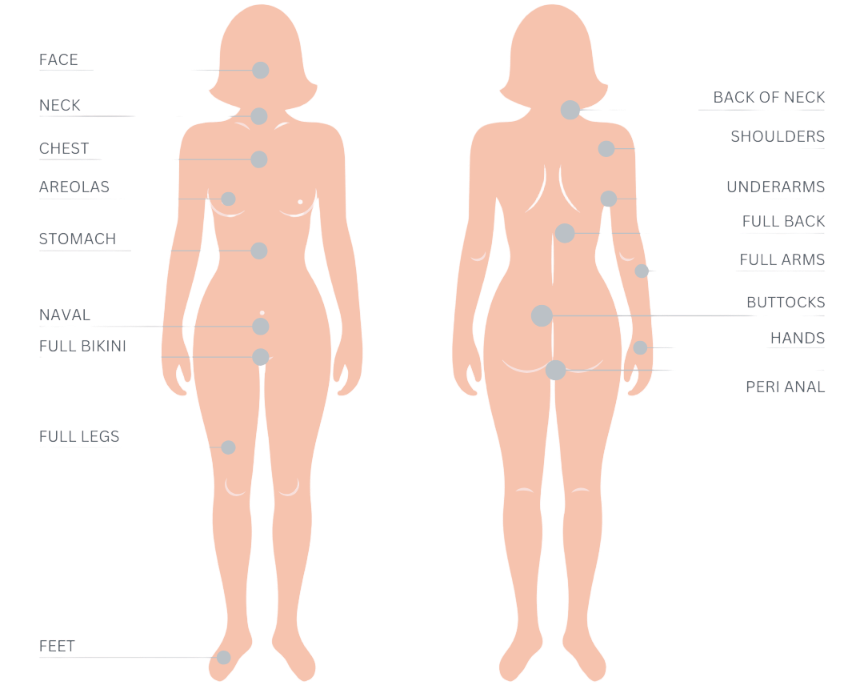 FACE
NECK
CHEST
AREOLAS
STOMACH
NAVAL
FULL BIKINI
FULL LEGS
FEET
BACK OF NECK
SHOULDERS
UNDERARMS
FULL BACK
FULL ARMS
BUTTOCKS
HANDS
PERI ANAL